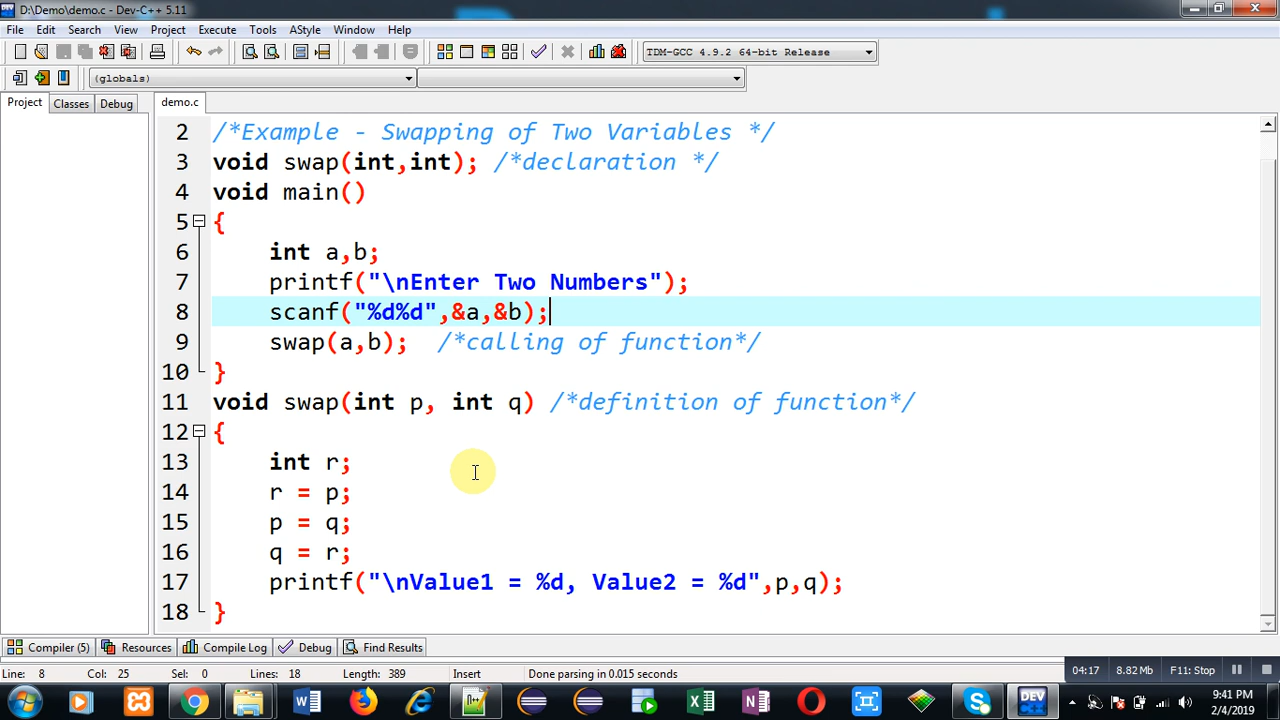 D:\Demo\demo.c - Dev-C++ 5.11
File Edit Search View Project Execute Tools AStyle Window Help
TDM-GCC 4.9.2 64-bit Release
(globals)
Project Classes Debug demo.c
2 /*Example - Swapping of Two Variables */
3 void swap(int,int); /*declaration */
4 void main()
5 {
6 int a,b;
7 printf("\nEnter Two Numbers");
8 scanf("%d%d",&a,&b);
9 swap(a,b); /*calling of function*/
10 }
11 void swap(int p, int q) /*definition of function*/
12 {
13 int r;
14 r = p;
15 p = q;
16 q = r;
17 printf("\nValue1 = %d, Value2 = %d",p,q);
18 }
Compiler (5) Resources Compile Log Debug Find Results
Line: 8 Col: 25 Sel: 0 Lines: 18 Length: 389 Insert Done parsing in 0.015 seconds
04:17 8.82 Mb F11: Stop
DEV
9:41 PM
2/4/2019